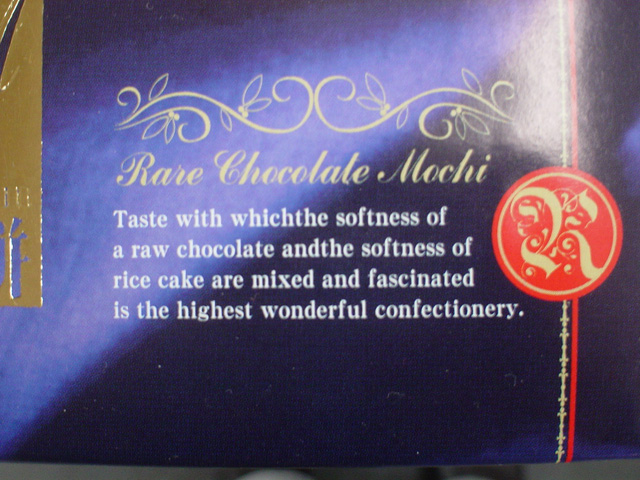 Rare Chocolate Mochi
Taste with whichthe softness of
a raw chocolate andthe softness of
rice cake are mixed and fascinated
is the highest wonderful confectionery.
R